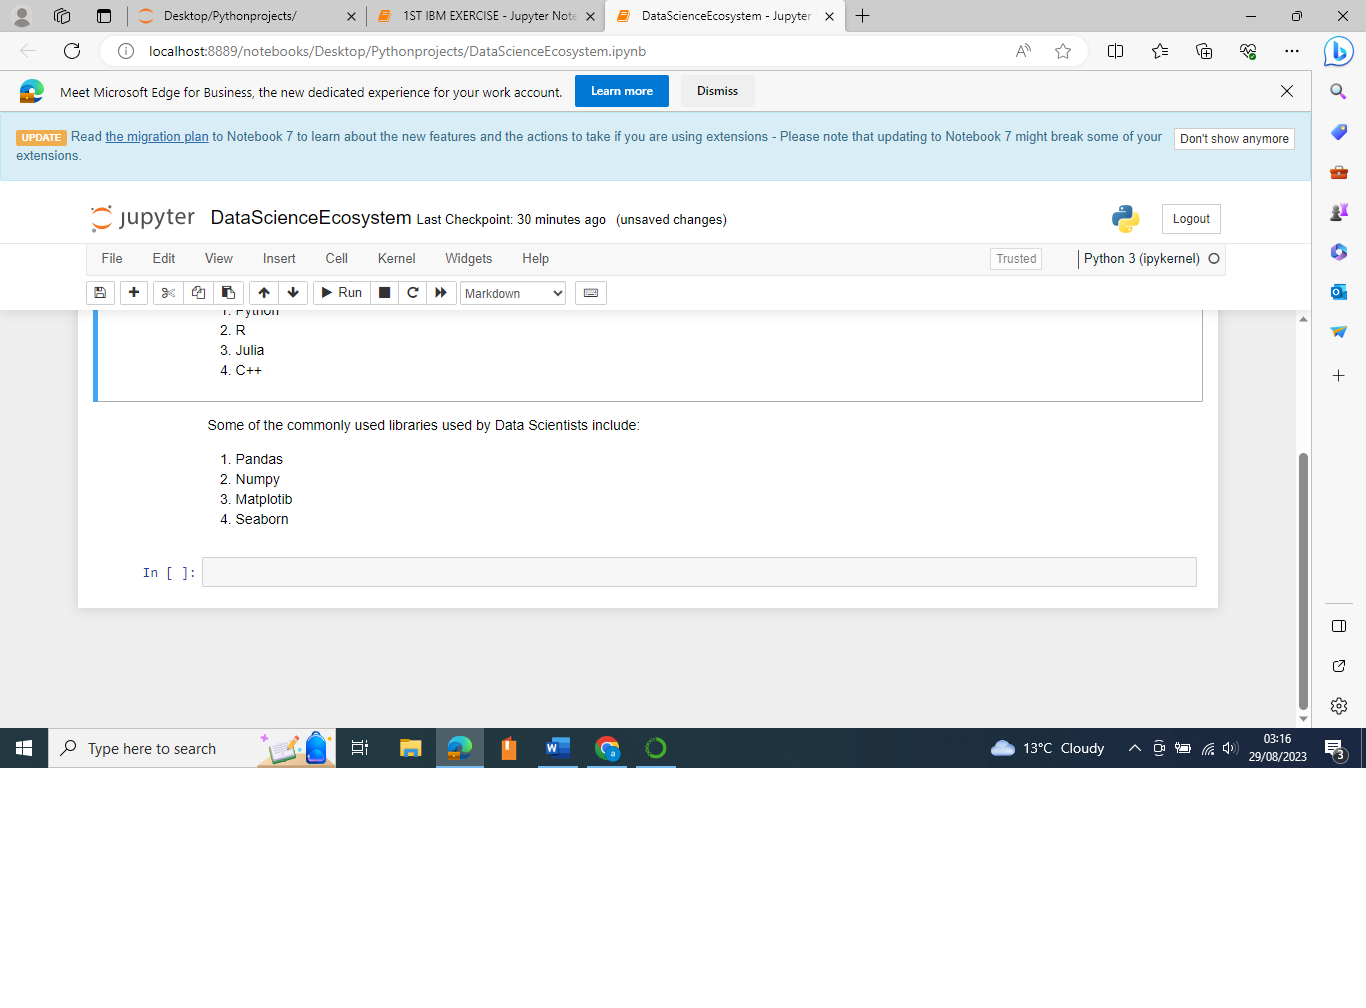 Desktop/Pythonprojects/
1ST IBM EXERCISE - Jupyter Note
DataScienceEcosystem - Jupyter
localhost:8889/notebooks/Desktop/Pythonprojects/DataScienceEcosystem.ipynb
Meet Microsoft Edge for Business, the new dedicated experience for your work account.
Learn more
Dismiss
UPDATE Read the migration plan to Notebook 7 to learn about the new features and the actions to take if you are using extensions - Please note that updating to Notebook 7 might break some of your
extensions.
Don't show anymore
jupyter DataScienceEcosystem Last Checkpoint: 30 minutes ago (unsaved changes)
Logout
File Edit View Insert Cell Kernel Widgets Help
Trusted
Python 3 (ipykernel)
Run
Markdown
1. Python
2. R
3. Julia
4. C++
Some of the commonly used libraries used by Data Scientists include:
1. Pandas
2. Numpy
3. Matplotib
4. Seaborn
In [ ]:
Type here to search
13°C Cloudy
03:16
29/08/2023
3